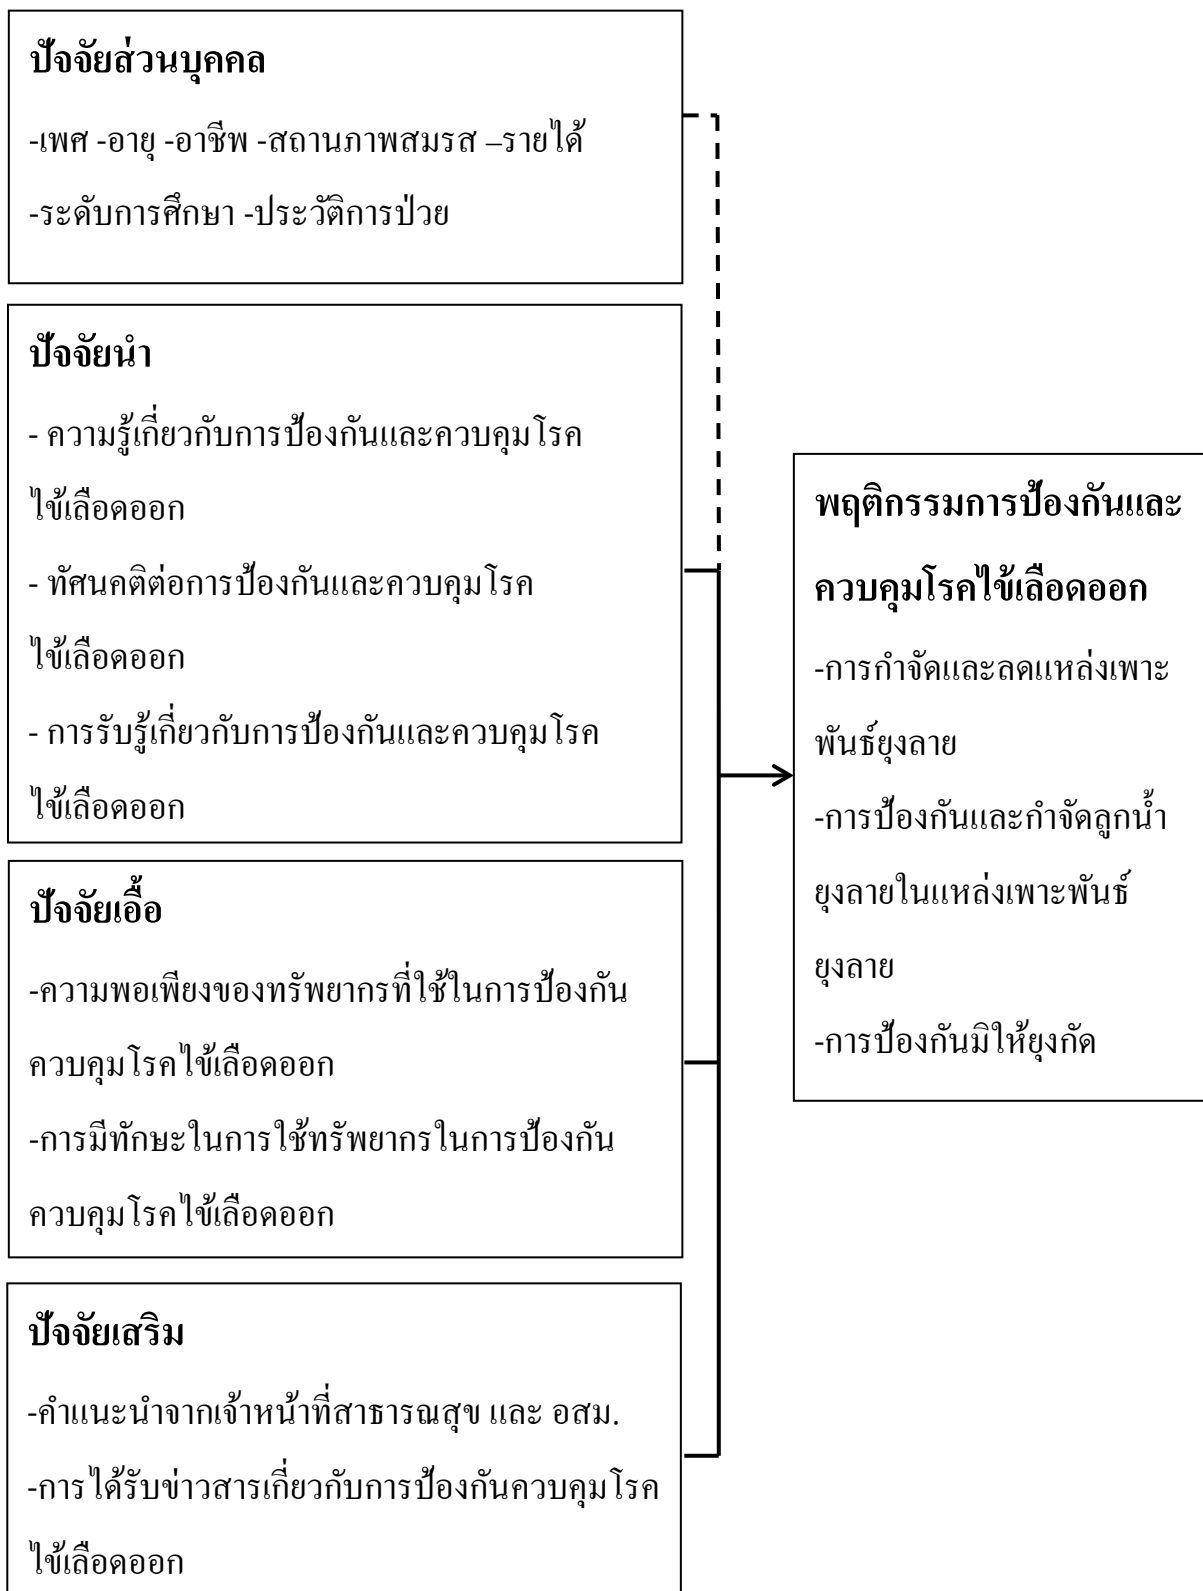 ปัจจัยส่วนบุคคล
-เพศ -อายุ -อาชีพ -สถานภาพสมรส –รายได้
-ระดับการศึกษา -ประวัติการป่วย
ปัจจัยนำ
- ความรู้เกี่ยวกับการป้องกันและควบคุมโรค
ไข้เลือดออก
- ทัศนคติต่อการป้องกันและควบคุมโรค
ไข้เลือดออก
- การรับรู้เกี่ยวกับการป้องกันและควบคุมโรค
ไข้เลือดออก
ปัจจัยเอื้อ
-ความพอเพียงของทรัพยากรที่ใช้ในการป้องกัน
ควบคุมโรคไข้เลือดออก
-การมีทักษะในการใช้ทรัพยากรในการป้องกัน
ควบคุมโรคไข้เลือดออก
ปัจจัยเสริม
-คำแนะนำจากเจ้าหน้าที่สาธารณสุข และ อสม.
-การได้รับข่าวสารเกี่ยวกับการป้องกันควบคุมโรค
ไข้เลือดออก
พฤติกรรมการป้องกันและ
ควบคุมโรคไข้เลือดออก
-การกำจัดและลดแหล่งเพาะ
พันธ์ยุงลาย
-การป้องกันและกำจัดลูกน้ำ
ยุงลายในแหล่งเพาะพันธ์
ยุงลาย
-การป้องกันมิให้ยุงกัด